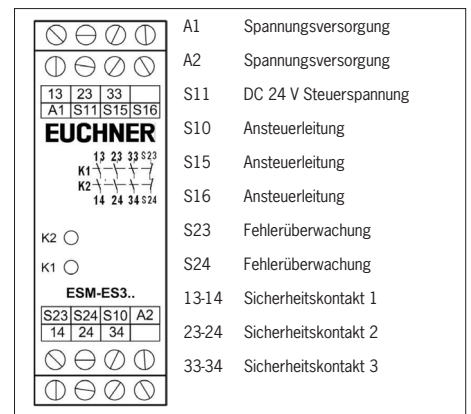 13 23 33
A1 S11 S15 S16
EUCHNER
13 23 33 S23
K1
K2
14 24 34 S24
K2
K1
ESM-ES3..
S23 S24 S10 A2
14 24 34
A1 Spannungsversorgung
A2 Spannungsversorgung
S11 DC 24 V Steuerspannung
S10 Ansteuerleitung
S15 Ansteuerleitung
S16 Ansteuerleitung
S23 Fehlerüberwachung
S24 Fehlerüberwachung
13-14 Sicherheitskontakt 1
23-24 Sicherheitskontakt 2
33-34 Sicherheitskontakt 3